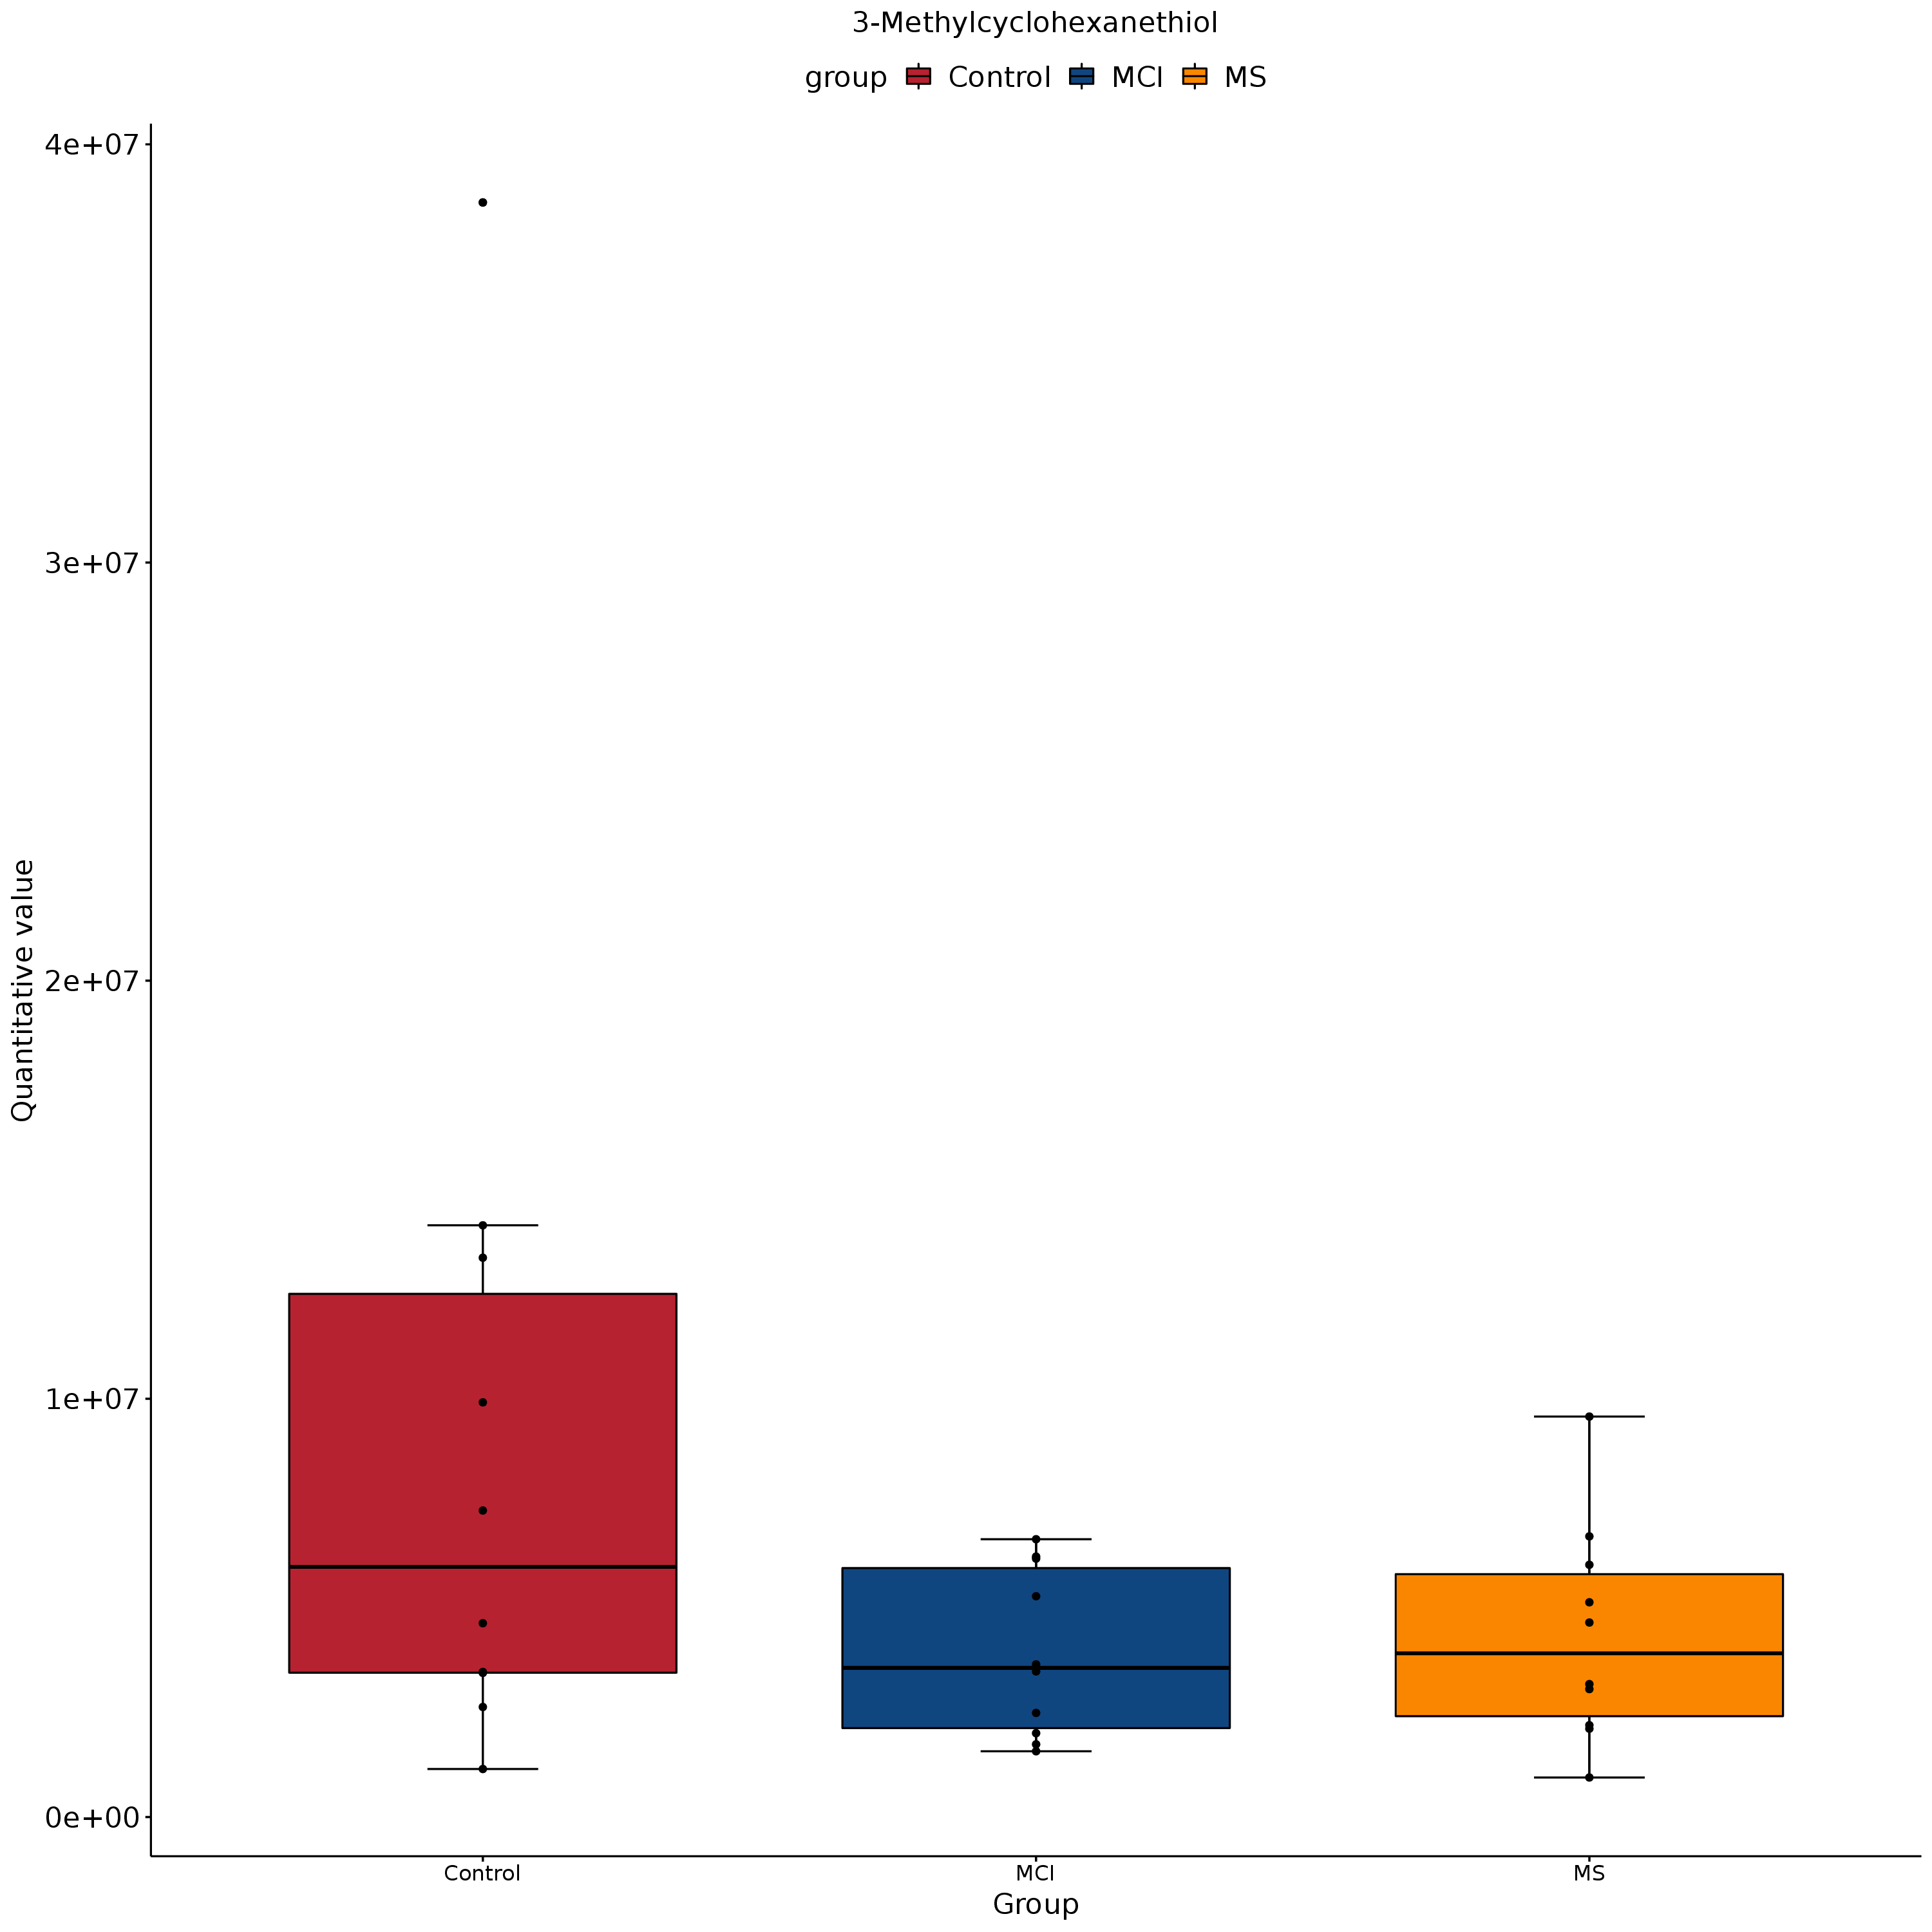 3-Methylcyclohexanethiol
group Control MCI MS
4e+07
3e+07
2e+07
1e+07
0e+00
Quantitative value
Control MCI MS
Group